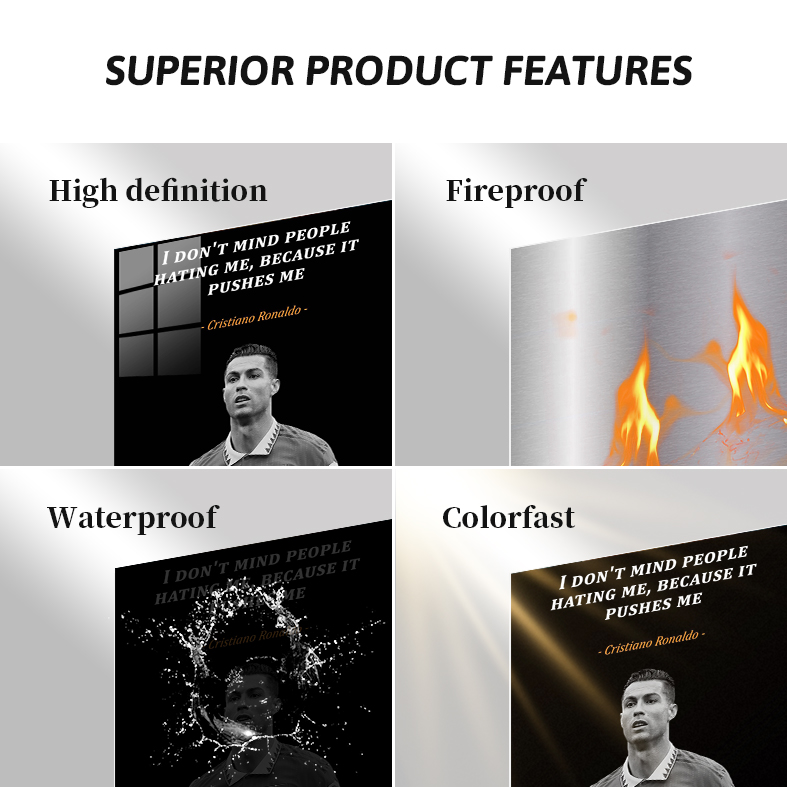 SUPERIOR PRODUCT FEATURES
High definition
I DON'T MIND PEOPLE
HATING ME, BECAUSE IT
PUSHES ME
- Cristiano Ronaldo -
Fireproof
Waterproof
I DON'T MIND PEOPLE
HATING ME, BECAUSE IT
ME
- Cristiano Ronaldo -
Colorfast
I DON'T MIND PEOPLE
HATING ME, BECAUSE IT
PUSHES ME
- Cristiano Ronaldo -